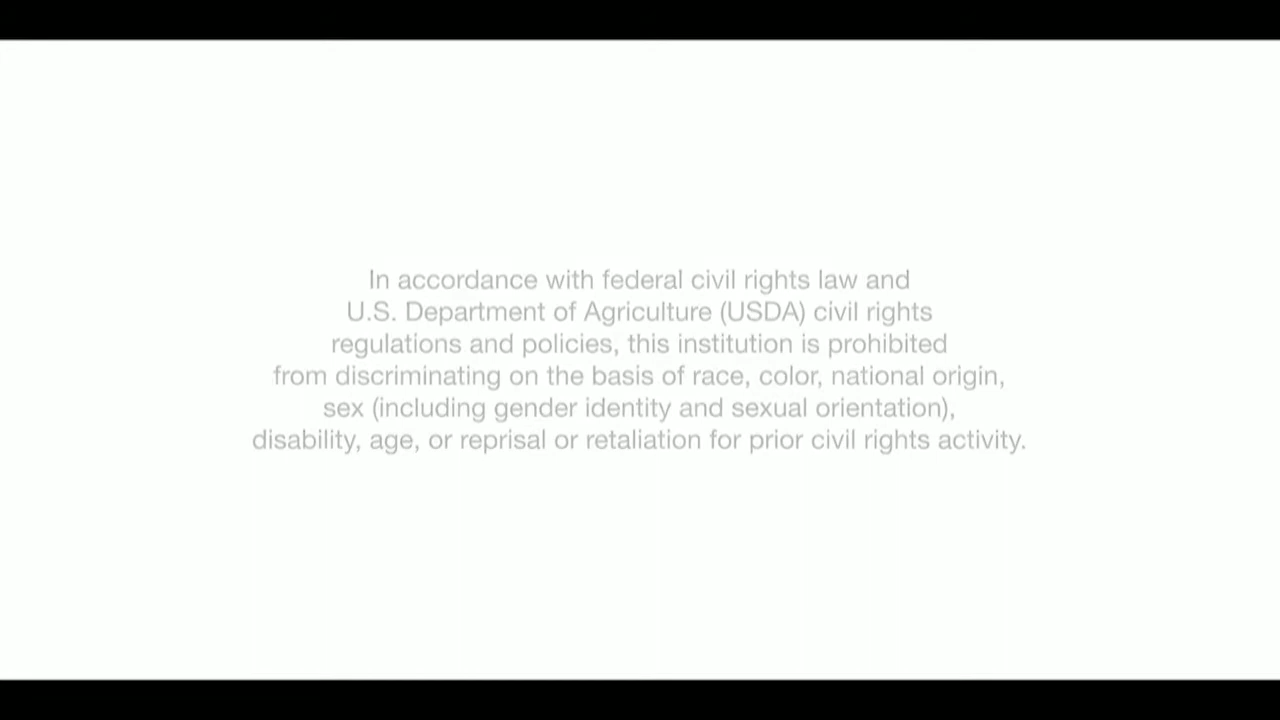 In accordance with federal civil rights law and
U.S. Department of Agriculture (USDA) civil rights
regulations and policies, this institution is prohibited
from discriminating on the basis of race, color, national origin,
sex (including gender identity and sexual orientation),
disability, age, or reprisal or retaliation for prior civil rights activity.